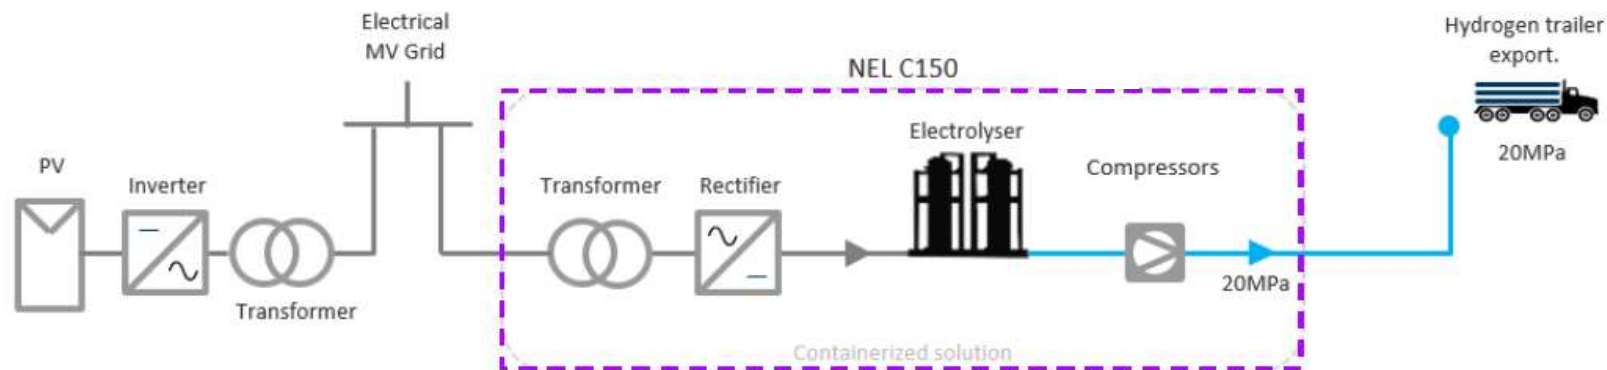 Electrical
MV Grid
Hydrogen trailer
export.
NEL C150
Electrolyser
PV
20MPa
Compressors
Inverter
Transformer
Rectifier
20MPa
Transformer
Containerized solution